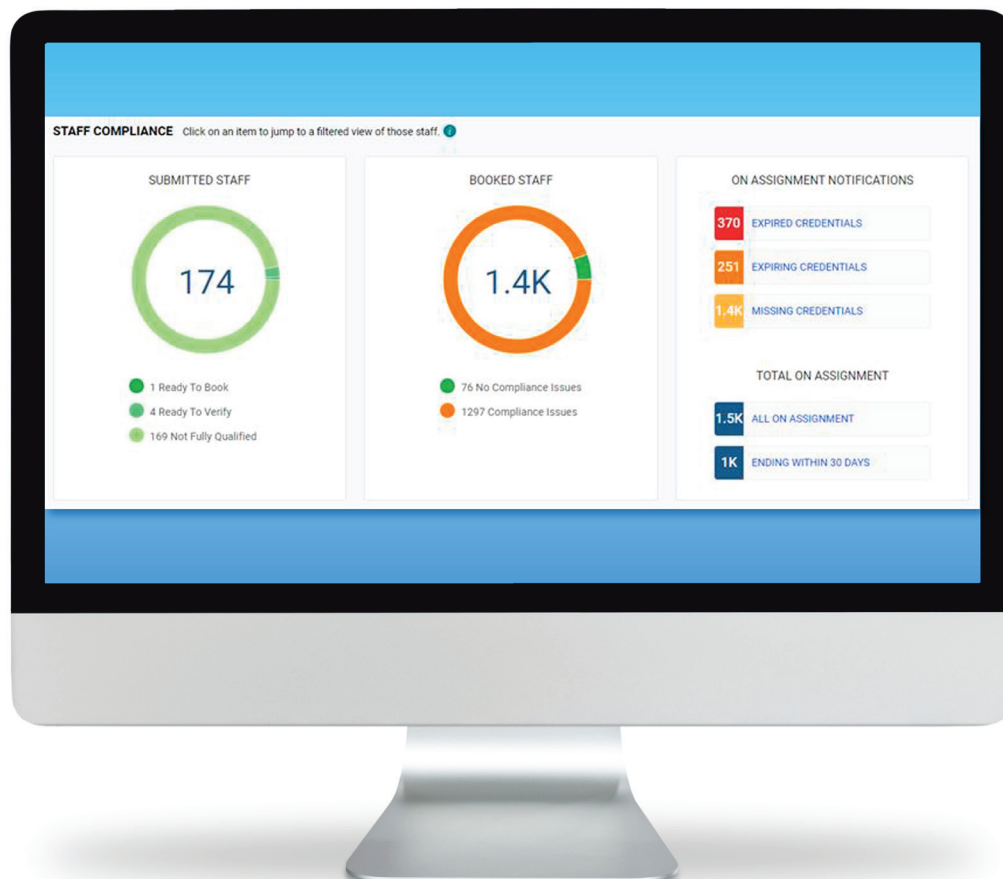 STAFF COMPLIANCE Click on an item to jump to a filtered view of those staff. i
SUBMITTED STAFF
174
1 Ready To Book
4 Ready To Verify
169 Not Fully Qualified
BOOKED STAFF
1.4K
76 No Compliance Issues
1297 Compliance Issues
ON ASSIGNMENT NOTIFICATIONS
370 EXPIRED CREDENTIALS
251 EXPIRING CREDENTIALS
1.4K MISSING CREDENTIALS
TOTAL ON ASSIGNMENT
1.5K ALL ON ASSIGNMENT
1K ENDING WITHIN 30 DAYS